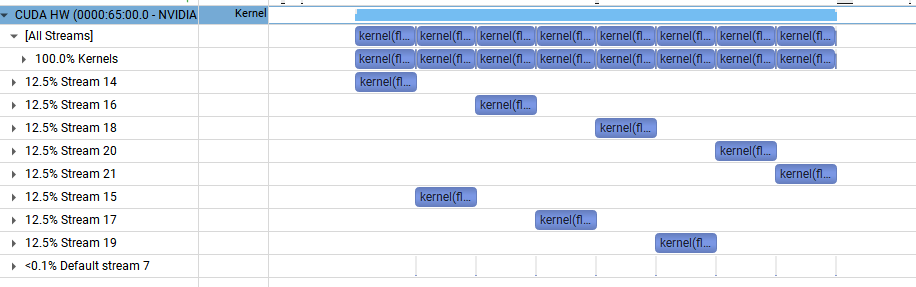 CUDA HW (0000:65:00.0 - NVIDIA Kernel
[All Streams] kernel(fl... kernel(fl... kernel(fl... kernel(fl... kernel(fl... kernel(fl... kernel(fl... kernel(fl...
100.0% Kernels kernel(fl... kernel(fl... kernel(fl... kernel(fl... kernel(fl... kernel(fl... kernel(fl... kernel(fl...
12.5% Stream 14 kernel(fl...
12.5% Stream 16 kernel(fl...
12.5% Stream 18 kernel(fl...
12.5% Stream 20 kernel(fl...
12.5% Stream 21 kernel(fl...
12.5% Stream 15 kernel(fl...
12.5% Stream 17 kernel(fl...
12.5% Stream 19 kernel(fl...
<0.1% Default stream 7